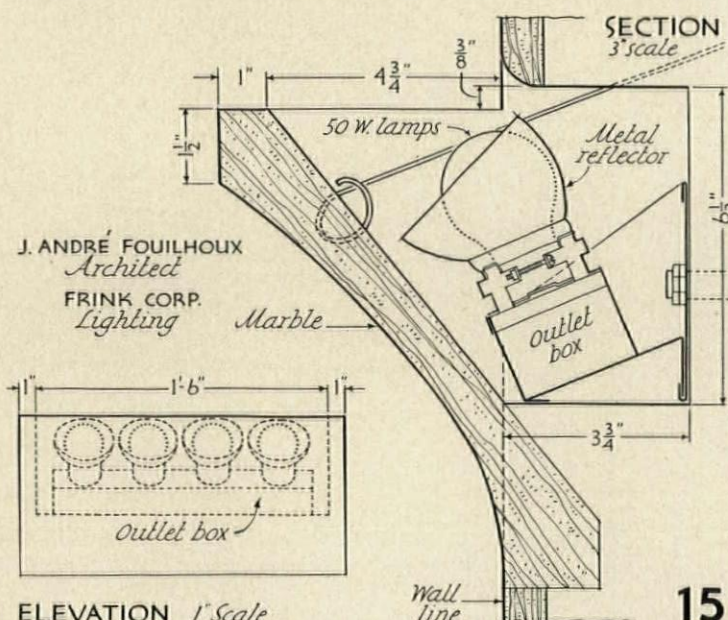 SECTION
3" scale
3/8"
1"
4 3/4"
1 1/2"
50 W. lamps
Metal
reflector
J. ANDRÉ FOUILHOUX
Architect
FRINK CORP.
Lighting
Marble
Outlet
box
3 3/4"
1"
1'-6"
1"
Outlet box
ELEVATION 1" Scale
Wall
line
15